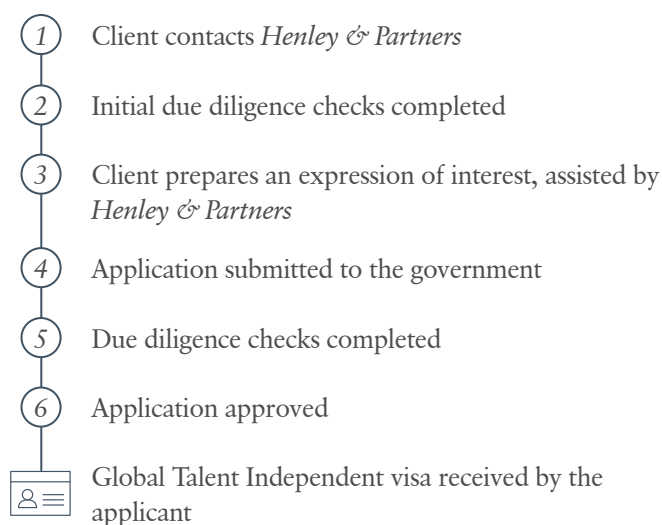 1 Client contacts Henley & Partners
2 Initial due diligence checks completed
3 Client prepares an expression of interest, assisted by
Henley & Partners
4 Application submitted to the government
5 Due diligence checks completed
6 Application approved
Global Talent Independent visa received by the
applicant